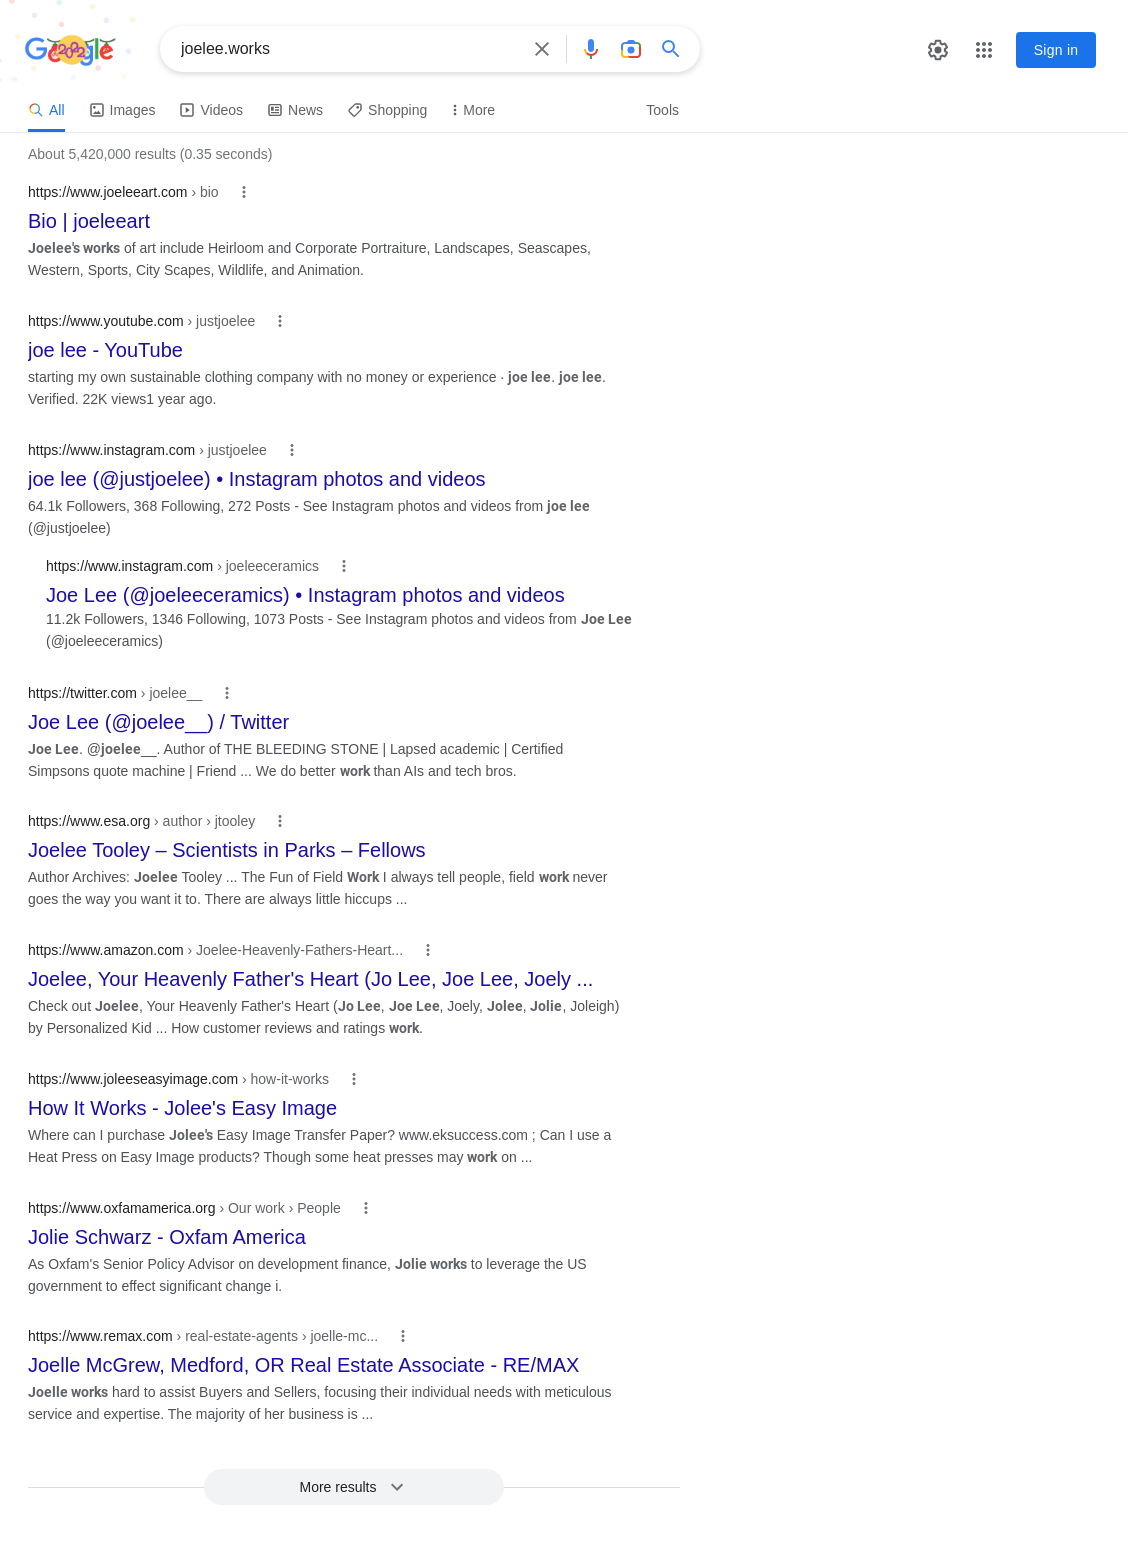 Google
joelee.works
Sign in
All Images Videos News Shopping More Tools
About 5,420,000 results (0.35 seconds)
https://www.joeleeart.com › bio
Bio | joeleeart
Joelee's works of art include Heirloom and Corporate Portraiture, Landscapes, Seascapes,
Western, Sports, City Scapes, Wildlife, and Animation.
https://www.youtube.com › justjoelee
joe lee - YouTube
starting my own sustainable clothing company with no money or experience · joe lee. joe lee.
Verified. 22K views1 year ago.
https://www.instagram.com › justjoelee
joe lee (@justjoelee) • Instagram photos and videos
64.1k Followers, 368 Following, 272 Posts - See Instagram photos and videos from joe lee
(@justjoelee)
https://www.instagram.com › joeleeceramics
Joe Lee (@joeleeceramics) • Instagram photos and videos
11.2k Followers, 1346 Following, 1073 Posts - See Instagram photos and videos from Joe Lee
(@joeleeceramics)
https://twitter.com › joelee__
Joe Lee (@joelee__) / Twitter
Joe Lee. @joelee__. Author of THE BLEEDING STONE | Lapsed academic | Certified
Simpsons quote machine | Friend ... We do better work than AIs and tech bros.
https://www.esa.org › author › jtooley
Joelee Tooley – Scientists in Parks – Fellows
Author Archives: Joelee Tooley ... The Fun of Field Work I always tell people, field work never
goes the way you want it to. There are always little hiccups ...
https://www.amazon.com › Joelee-Heavenly-Fathers-Heart...
Joelee, Your Heavenly Father's Heart (Jo Lee, Joe Lee, Joely ...
Check out Joelee, Your Heavenly Father's Heart (Jo Lee, Joe Lee, Joely, Jolee, Jolie, Joleigh)
by Personalized Kid ... How customer reviews and ratings work.
https://www.joleeseasyimage.com › how-it-works
How It Works - Jolee's Easy Image
Where can I purchase Jolee's Easy Image Transfer Paper? www.eksuccess.com ; Can I use a
Heat Press on Easy Image products? Though some heat presses may work on ...
https://www.oxfamamerica.org › Our work › People
Jolie Schwarz - Oxfam America
As Oxfam's Senior Policy Advisor on development finance, Jolie works to leverage the US
government to effect significant change i.
https://www.remax.com › real-estate-agents › joelle-mc...
Joelle McGrew, Medford, OR Real Estate Associate - RE/MAX
Joelle works hard to assist Buyers and Sellers, focusing their individual needs with meticulous
service and expertise. The majority of her business is ...
More results